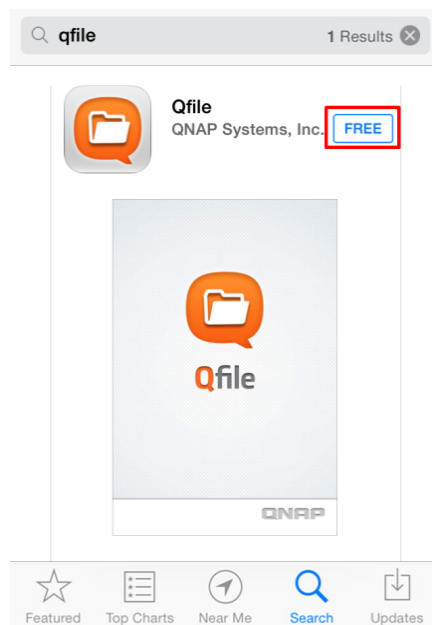 qfile 1 Results
Qfile
QNAP Systems, Inc. FREE
Qfile
QNAP
Featured Top Charts Near Me Search Updates